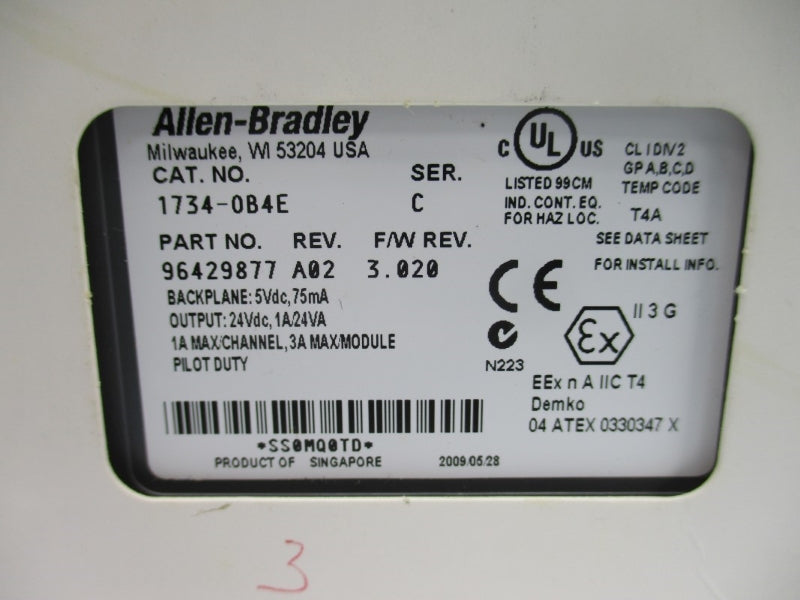 Allen-Bradley
Milwaukee, WI 53204 USA
CAT. NO. SER.
1734-OB4E C
PART NO. REV. F/W REV.
96429877 A02 3.020
BACKPLANE: 5Vdc, 75mA
OUTPUT: 24Vdc, 1A/24VA
1A MAX/CHANNEL, 3A MAX/MODULE
PILOT DUTY
*SS0MQ0TD*
PRODUCT OF SINGAPORE 2009/05/28
C UL US
LISTED 99CM
IND. CONT. EQ.
FOR HAZ LOC.
CL I DIV 2
GP A,B,C,D
TEMP CODE
T4A
SEE DATA SHEET
FOR INSTALL INFO.
CE
N223
Ex
II 3 G
EEx n A IIC T4
Demko
04 ATEX 0330347 X
3